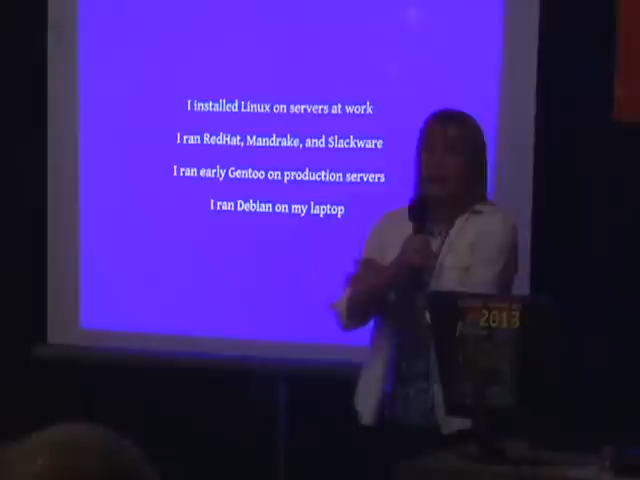 I installed Linux on servers at work
I ran RedHat, Mandrake, and Slackware
I ran early Gentoo on production servers
I ran Debian on my laptop
2013